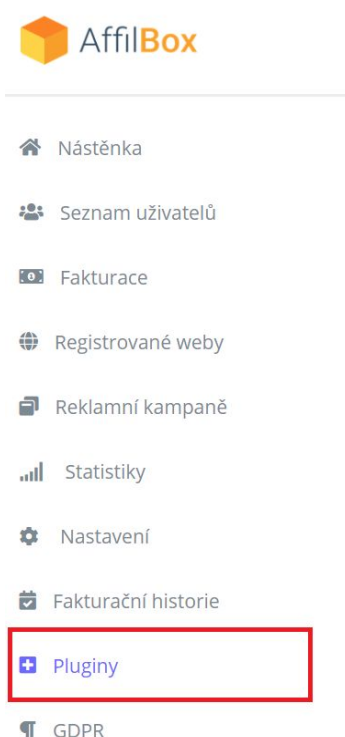 AffilBox
Nástěnka
Seznam uživatelů
Fakturace
Registrované weby
Reklamní kampaně
Statistiky
Nastavení
Fakturační historie
Pluginy
GDPR